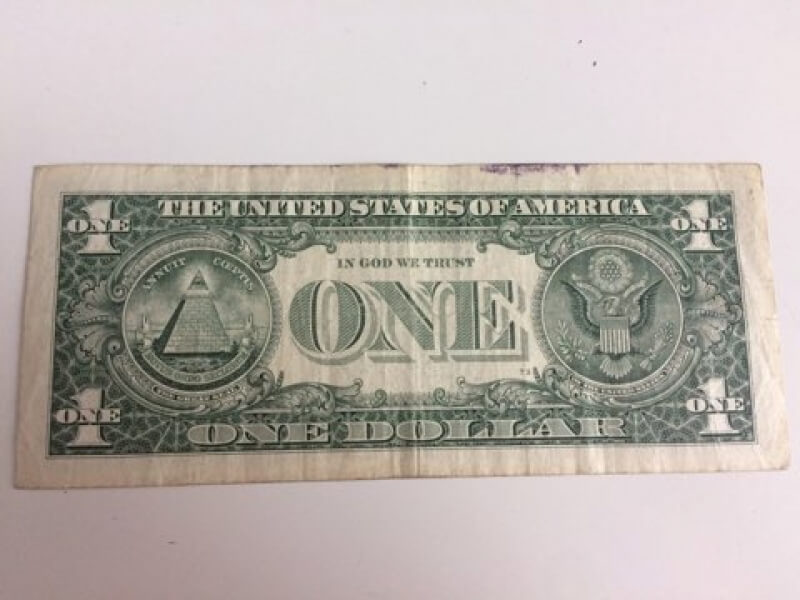 THE UNITED STATES OF AMERICA
1 ONE
1 ONE
ANNUIT CŒPTIS
IN GOD WE TRUST
ONE
1 ONE
1 ONE
ONE DOLLAR